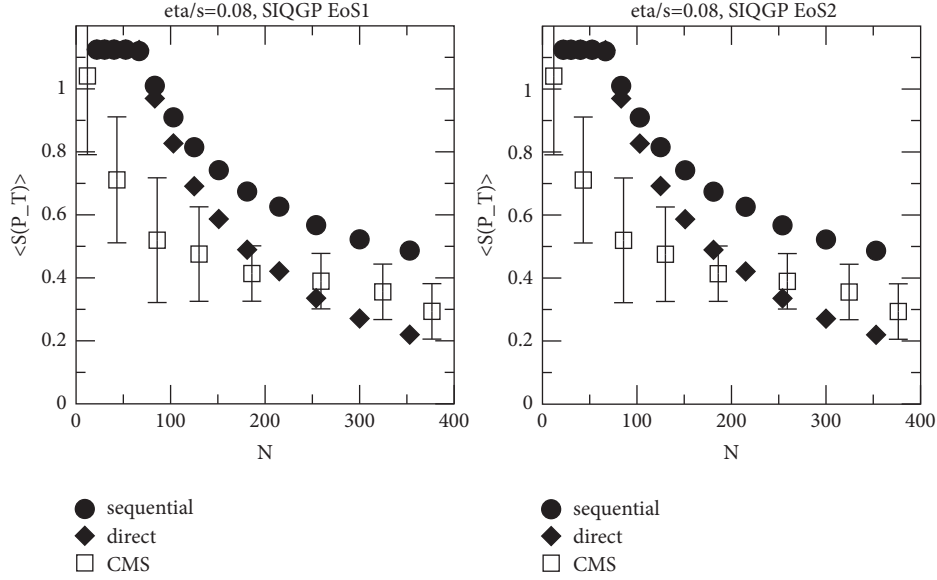 eta/s=0.08, SIQGP EoS1
<S(P_T)>
1
0.8
0.6
0.4
0.2
0
0 100 200 300 400
N
sequential
direct
CMS
eta/s=0.08, SIQGP EoS2
<S(P_T)>
1
0.8
0.6
0.4
0.2
0
0 100 200 300 400
N
sequential
direct
CMS